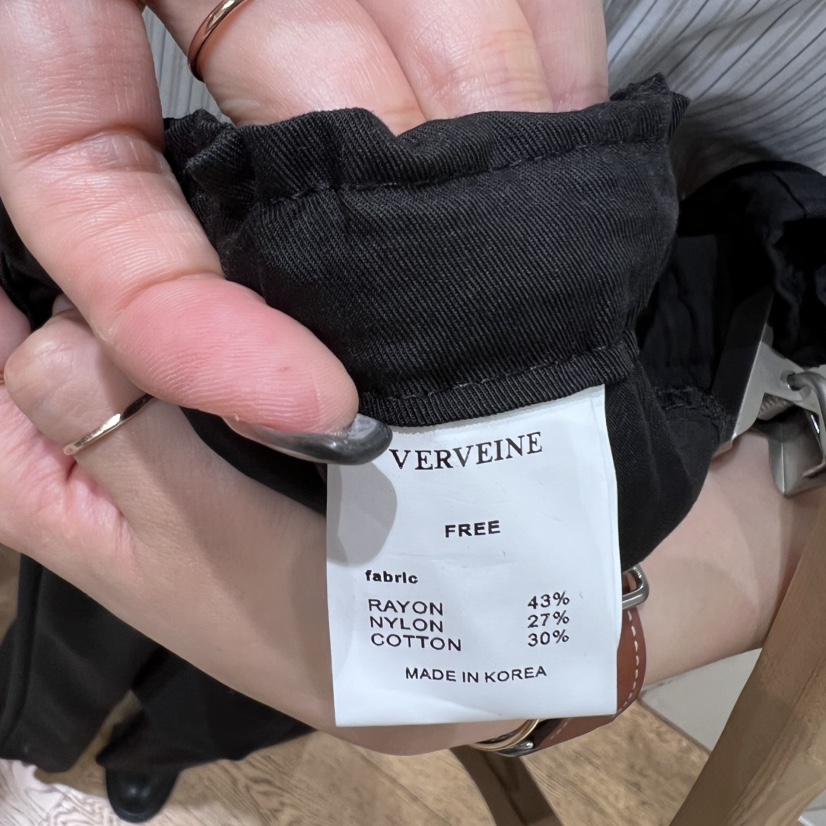 VERVEINE
FREE
fabric
RAYON 43%
NYLON 27%
COTTON 30%
MADE IN KOREA